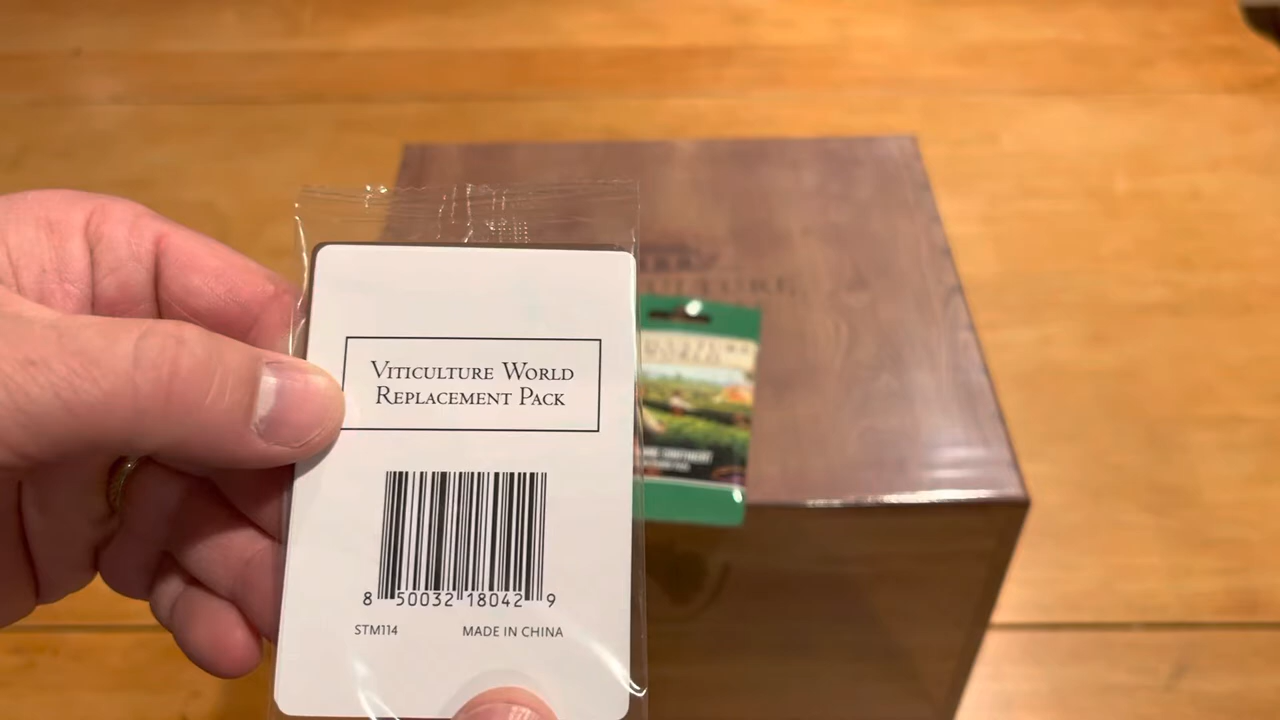 VITICULTURE WORLD
REPLACEMENT PACK
8 50032 18042 9
STM114
MADE IN CHINA